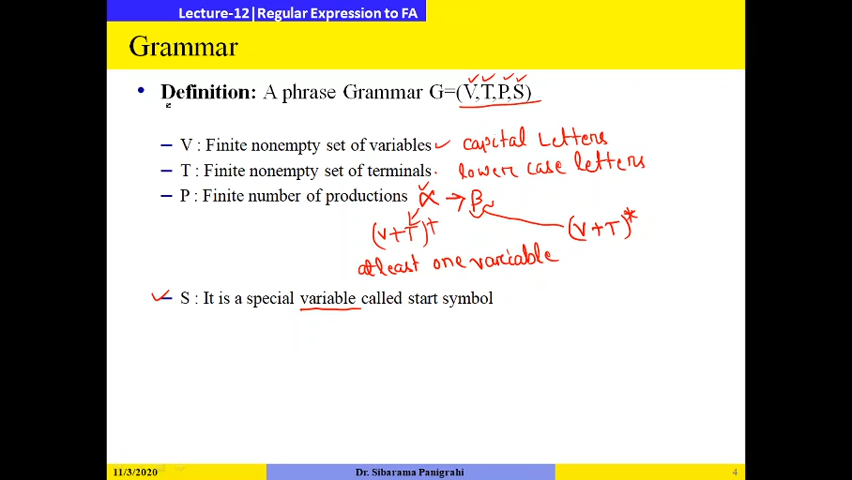 Lecture-12|Regular Expression to FA
Grammar
• Definition: A phrase Grammar G=(V,T,P,S)
– V : Finite nonempty set of variables capital Letters
– T : Finite nonempty set of terminals. lower case letters
– P : Finite number of productions α → β
(V+T)+ (V+T)*
atleast one variable
– S : It is a special variable called start symbol
11/3/2020 Dr. Sibarama Panigrahi 4